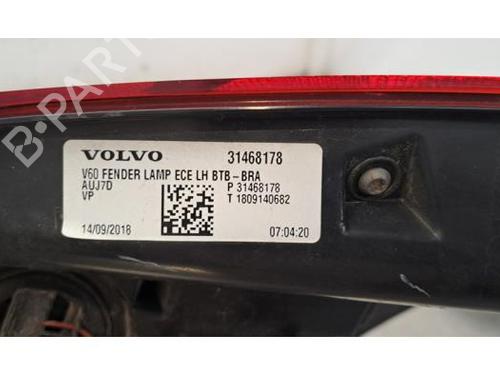 B-PARTS
VOLVO 31468178
V60 FENDER LAMP ECE LH BTB-BRA
AUJ7D P 31468178
VP T 1809140682
14/09/2018 07:04:20